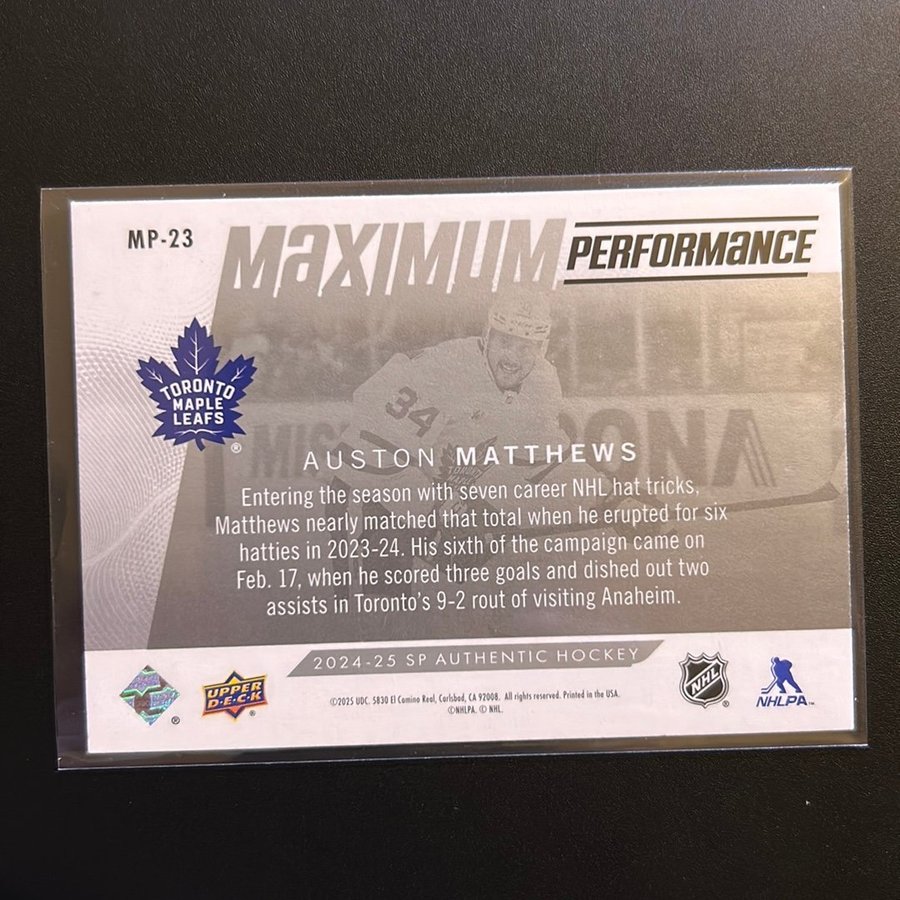 MP-23
MAXIMUM PERFORMANCE
TORONTO
MAPLE
LEAFS
®
34
AUSTON MATTHEWS
Entering the season with seven career NHL hat tricks,
Matthews nearly matched that total when he erupted for six
hatties in 2023-24. His sixth of the campaign came on
Feb. 17, when he scored three goals and dished out two
assists in Toronto's 9-2 rout of visiting Anaheim.
2024-25 SP AUTHENTIC HOCKEY
UPPER
D·E·C·K
®
©2025 UDC. 5830 El Camino Real, Carlsbad, CA 92008. All rights reserved. Printed in the USA.
©NHLPA. © NHL.
NHL
®
NHLPA™